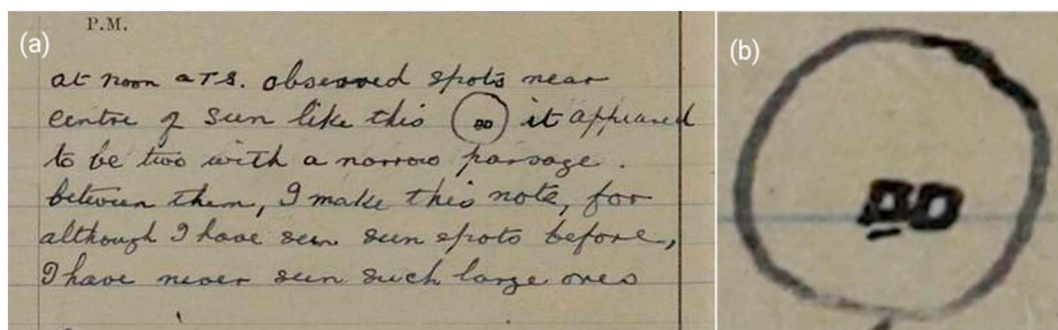 P.M.
(a)
at noon ATS. observed spots near
centre of sun like this it appeared
to be two with a narrow passage.
between them, I make this note, for
although I have seen sun spots before,
I have never seen such large ones
(b)